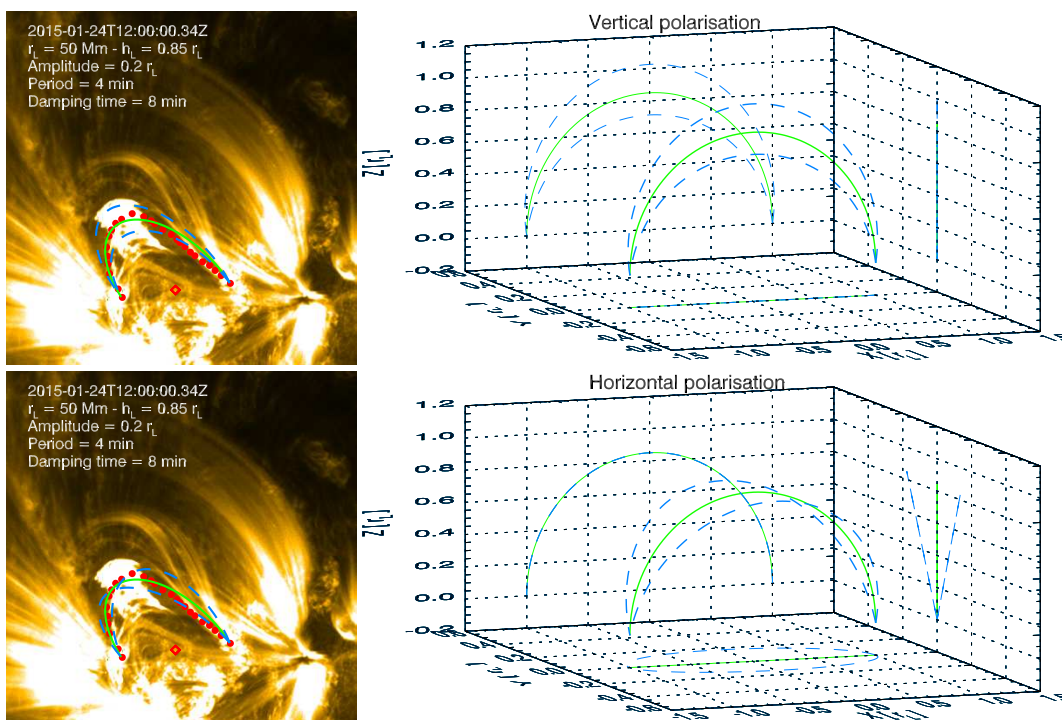 2015-01-24T12:00:00.34Z
r_L = 50 Mm - h_L = 0.85 r_L
Amplitude = 0.2 r_L
Period = 4 min
Damping time = 8 min
Vertical polarisation
1.2
1.0
0.8
0.6
0.4
0.2
0.0
-0.2
Z[r_L]
2015-01-24T12:00:00.34Z
r_L = 50 Mm - h_L = 0.85 r_L
Amplitude = 0.2 r_L
Period = 4 min
Damping time = 8 min
Horizontal polarisation
1.2
1.0
0.8
0.6
0.4
0.2
0.0
-0.2
Z[r_L]